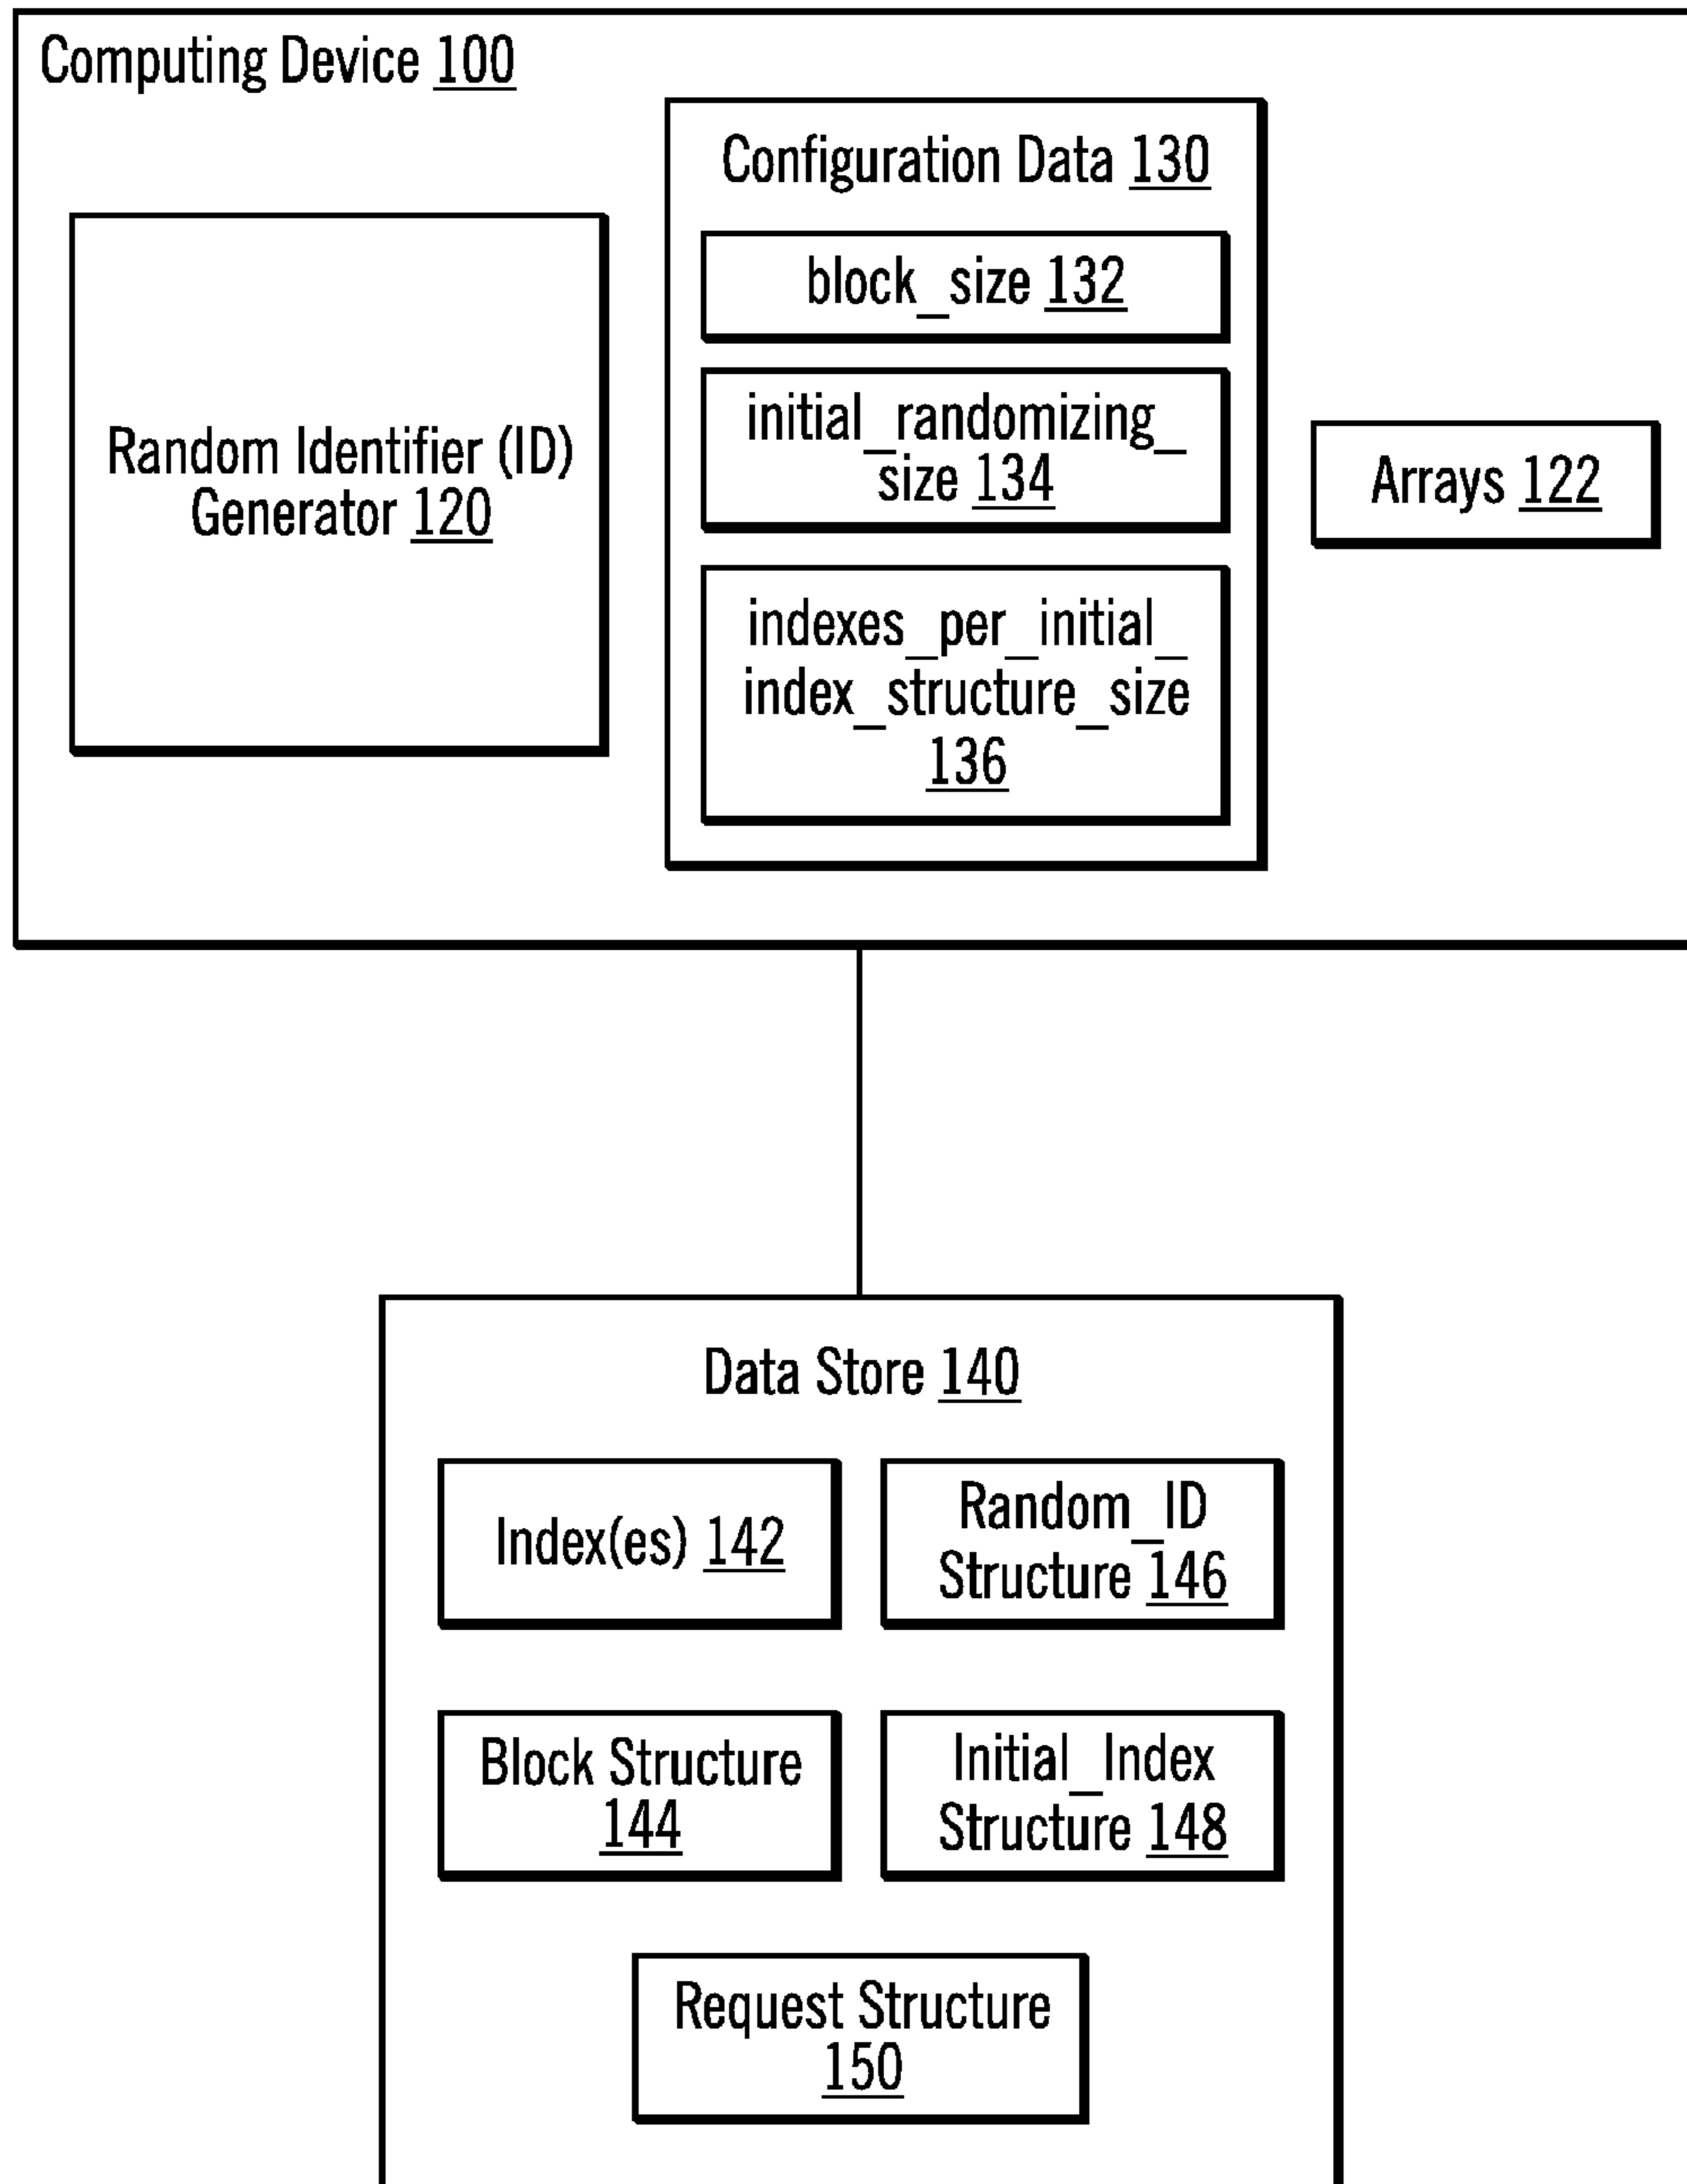 Computing Device 100
Configuration Data 130
Random Identifier (ID)
Generator 120
block_size 132
initial_randomizing_
size 134
indexes_per_initial_
index_structure_size
136
Arrays 122
Data Store 140
Index(es) 142
Random_ID
Structure 146
Block Structure
144
Initial_Index
Structure 148
Request Structure
150